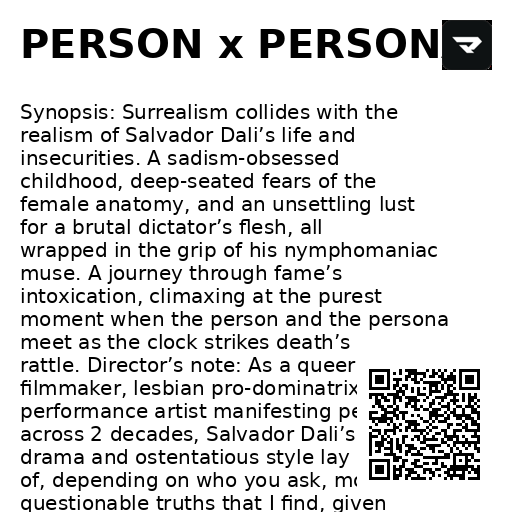 PERSON x PERSON
Synopsis: Surrealism collides with the
realism of Salvador Dali’s life and
insecurities. A sadism-obsessed
childhood, deep-seated fears of the
female anatomy, and an unsettling lust
for a brutal dictator’s flesh, all
wrapped in the grip of his nymphomaniac
muse. A journey through fame’s
intoxication, climaxing at the purest
moment when the person and the persona
meet as the clock strikes death’s
rattle. Director’s note: As a queer
filmmaker, lesbian pro-dominatrix
performance artist manifesting
across 2 decades, Salvador Dali’s
drama and ostentatious style lay
of, depending on who you ask,
questionable truths that I find, given